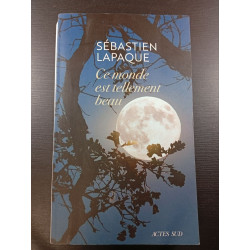 SÉBASTIEN
LAPAQUE
Ce monde
est tellement
beau
ACTES SUD